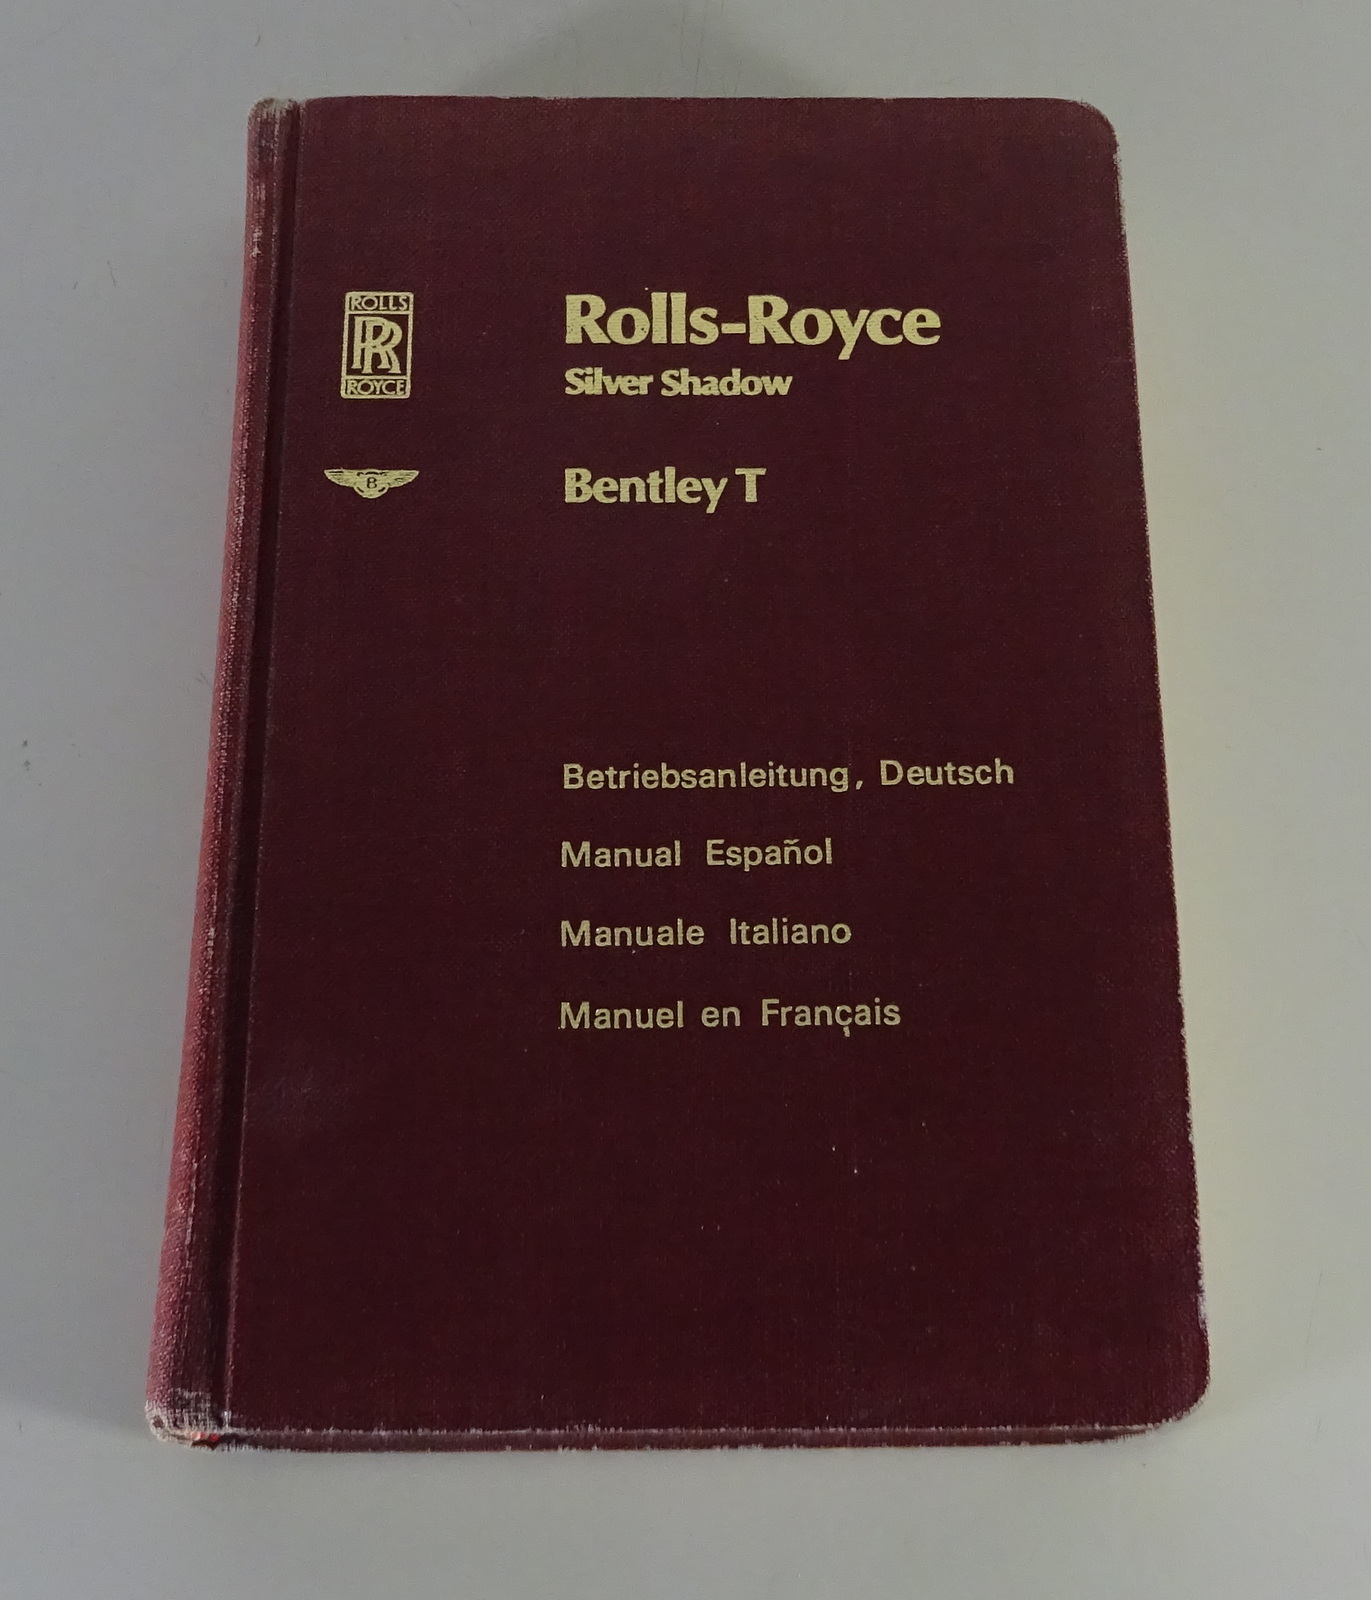 ROLLS
RR
ROYCE
Rolls-Royce
Silver Shadow
B
Bentley T
Betriebsanleitung, Deutsch
Manual Español
Manuale Italiano
Manuel en Français